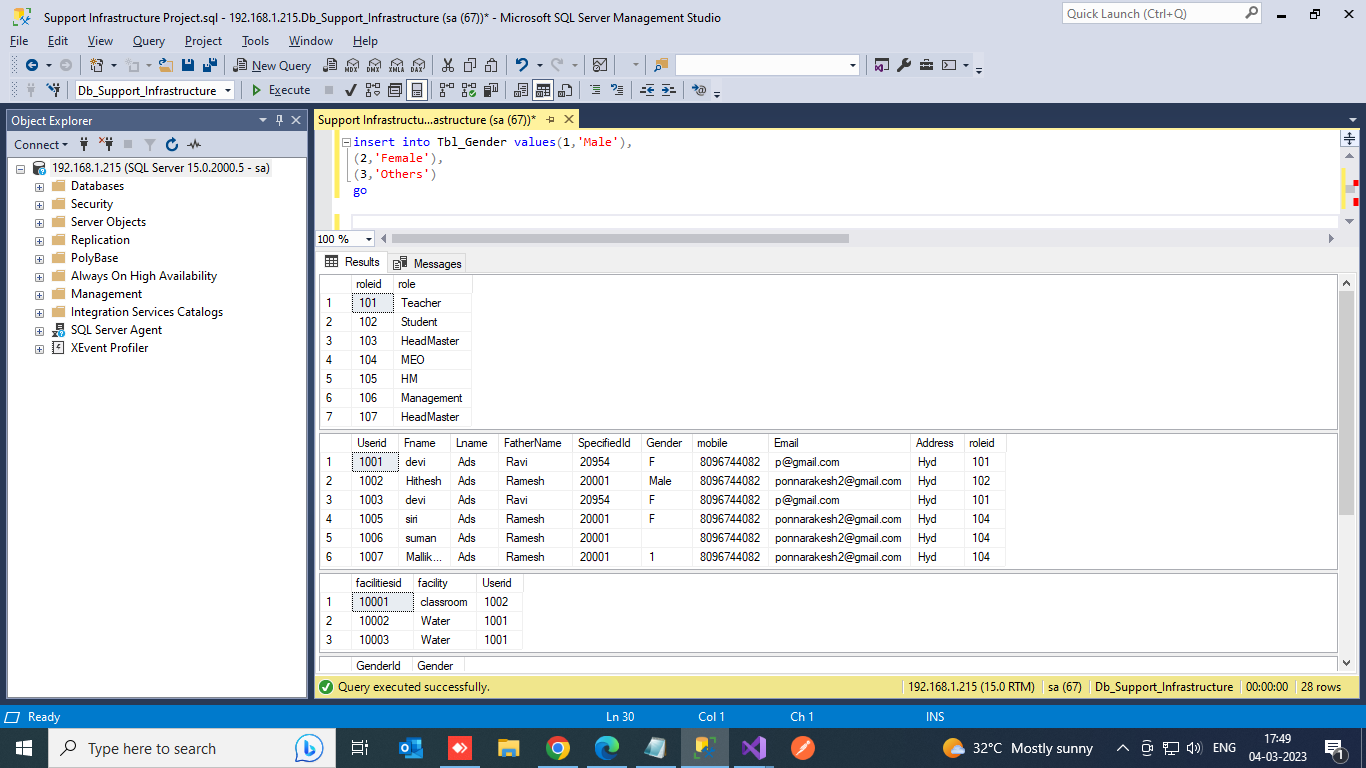 Support Infrastructure Project.sql - 192.168.1.215.Db_Support_Infrastructure (sa (67))* - Microsoft SQL Server Management Studio
Quick Launch (Ctrl+Q)
File Edit View Query Project Tools Window Help
New Query MDX DMX XMLA DAX
Db_Support_Infrastructure Execute
Object Explorer
Connect
192.168.1.215 (SQL Server 15.0.2000.5 - sa)
Databases
Security
Server Objects
Replication
PolyBase
Always On High Availability
Management
Integration Services Catalogs
SQL Server Agent
XEvent Profiler
Support Infrastructu...astructure (sa (67))*
insert into Tbl_Gender values(1,'Male'),
(2,'Female'),
(3,'Others')
go
100 %
Results Messages
roleid role
1 101 Teacher
2 102 Student
3 103 HeadMaster
4 104 MEO
5 105 HM
6 106 Management
7 107 HeadMaster
Userid Fname Lname FatherName SpecifiedId Gender mobile Email Address roleid
1 1001 devi Ads Ravi 20954 F 8096744082 p@gmail.com Hyd 101
2 1002 Hithesh Ads Ramesh 20001 Male 8096744082 ponnarakesh2@gmail.com Hyd 102
3 1003 devi Ads Ravi 20954 F 8096744082 p@gmail.com Hyd 101
4 1005 siri Ads Ramesh 20001 F 8096744082 ponnarakesh2@gmail.com Hyd 104
5 1006 suman Ads Ramesh 20001 8096744082 ponnarakesh2@gmail.com Hyd 104
6 1007 Mallik... Ads Ramesh 20001 1 8096744082 ponnarakesh2@gmail.com Hyd 104
facilitiesid facility Userid
1 10001 classroom 1002
2 10002 Water 1001
3 10003 Water 1001
GenderId Gender
Query executed successfully. 192.168.1.215 (15.0 RTM) sa (67) Db_Support_Infrastructure 00:00:00 28 rows
Ready Ln 30 Col 1 Ch 1 INS
Type here to search
32°C Mostly sunny ENG 17:49
04-03-2023
1